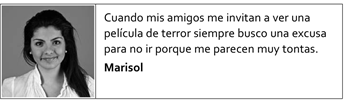 Cuando mis amigos me invitan a ver una
película de terror siempre busco una excusa
para no ir porque me parecen muy tontas.
Marisol